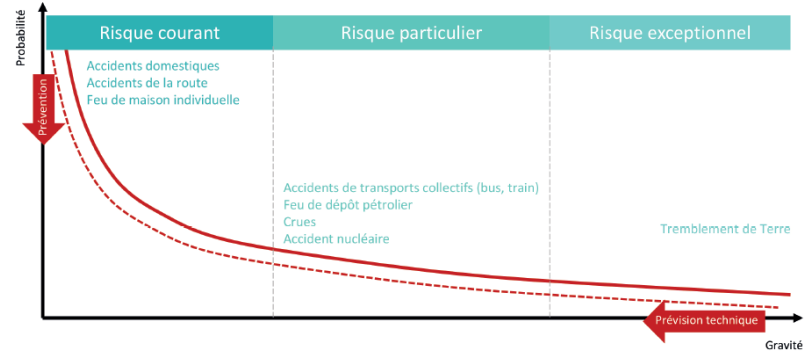 Probabilité
Risque courant
Risque particulier
Risque exceptionnel
Accidents domestiques
Accidents de la route
Feu de maison individuelle
Prévention
Accidents de transports collectifs (bus, train)
Feu de dépôt pétrolier
Crues
Accident nucléaire
Tremblement de Terre
Prévision technique
Gravité